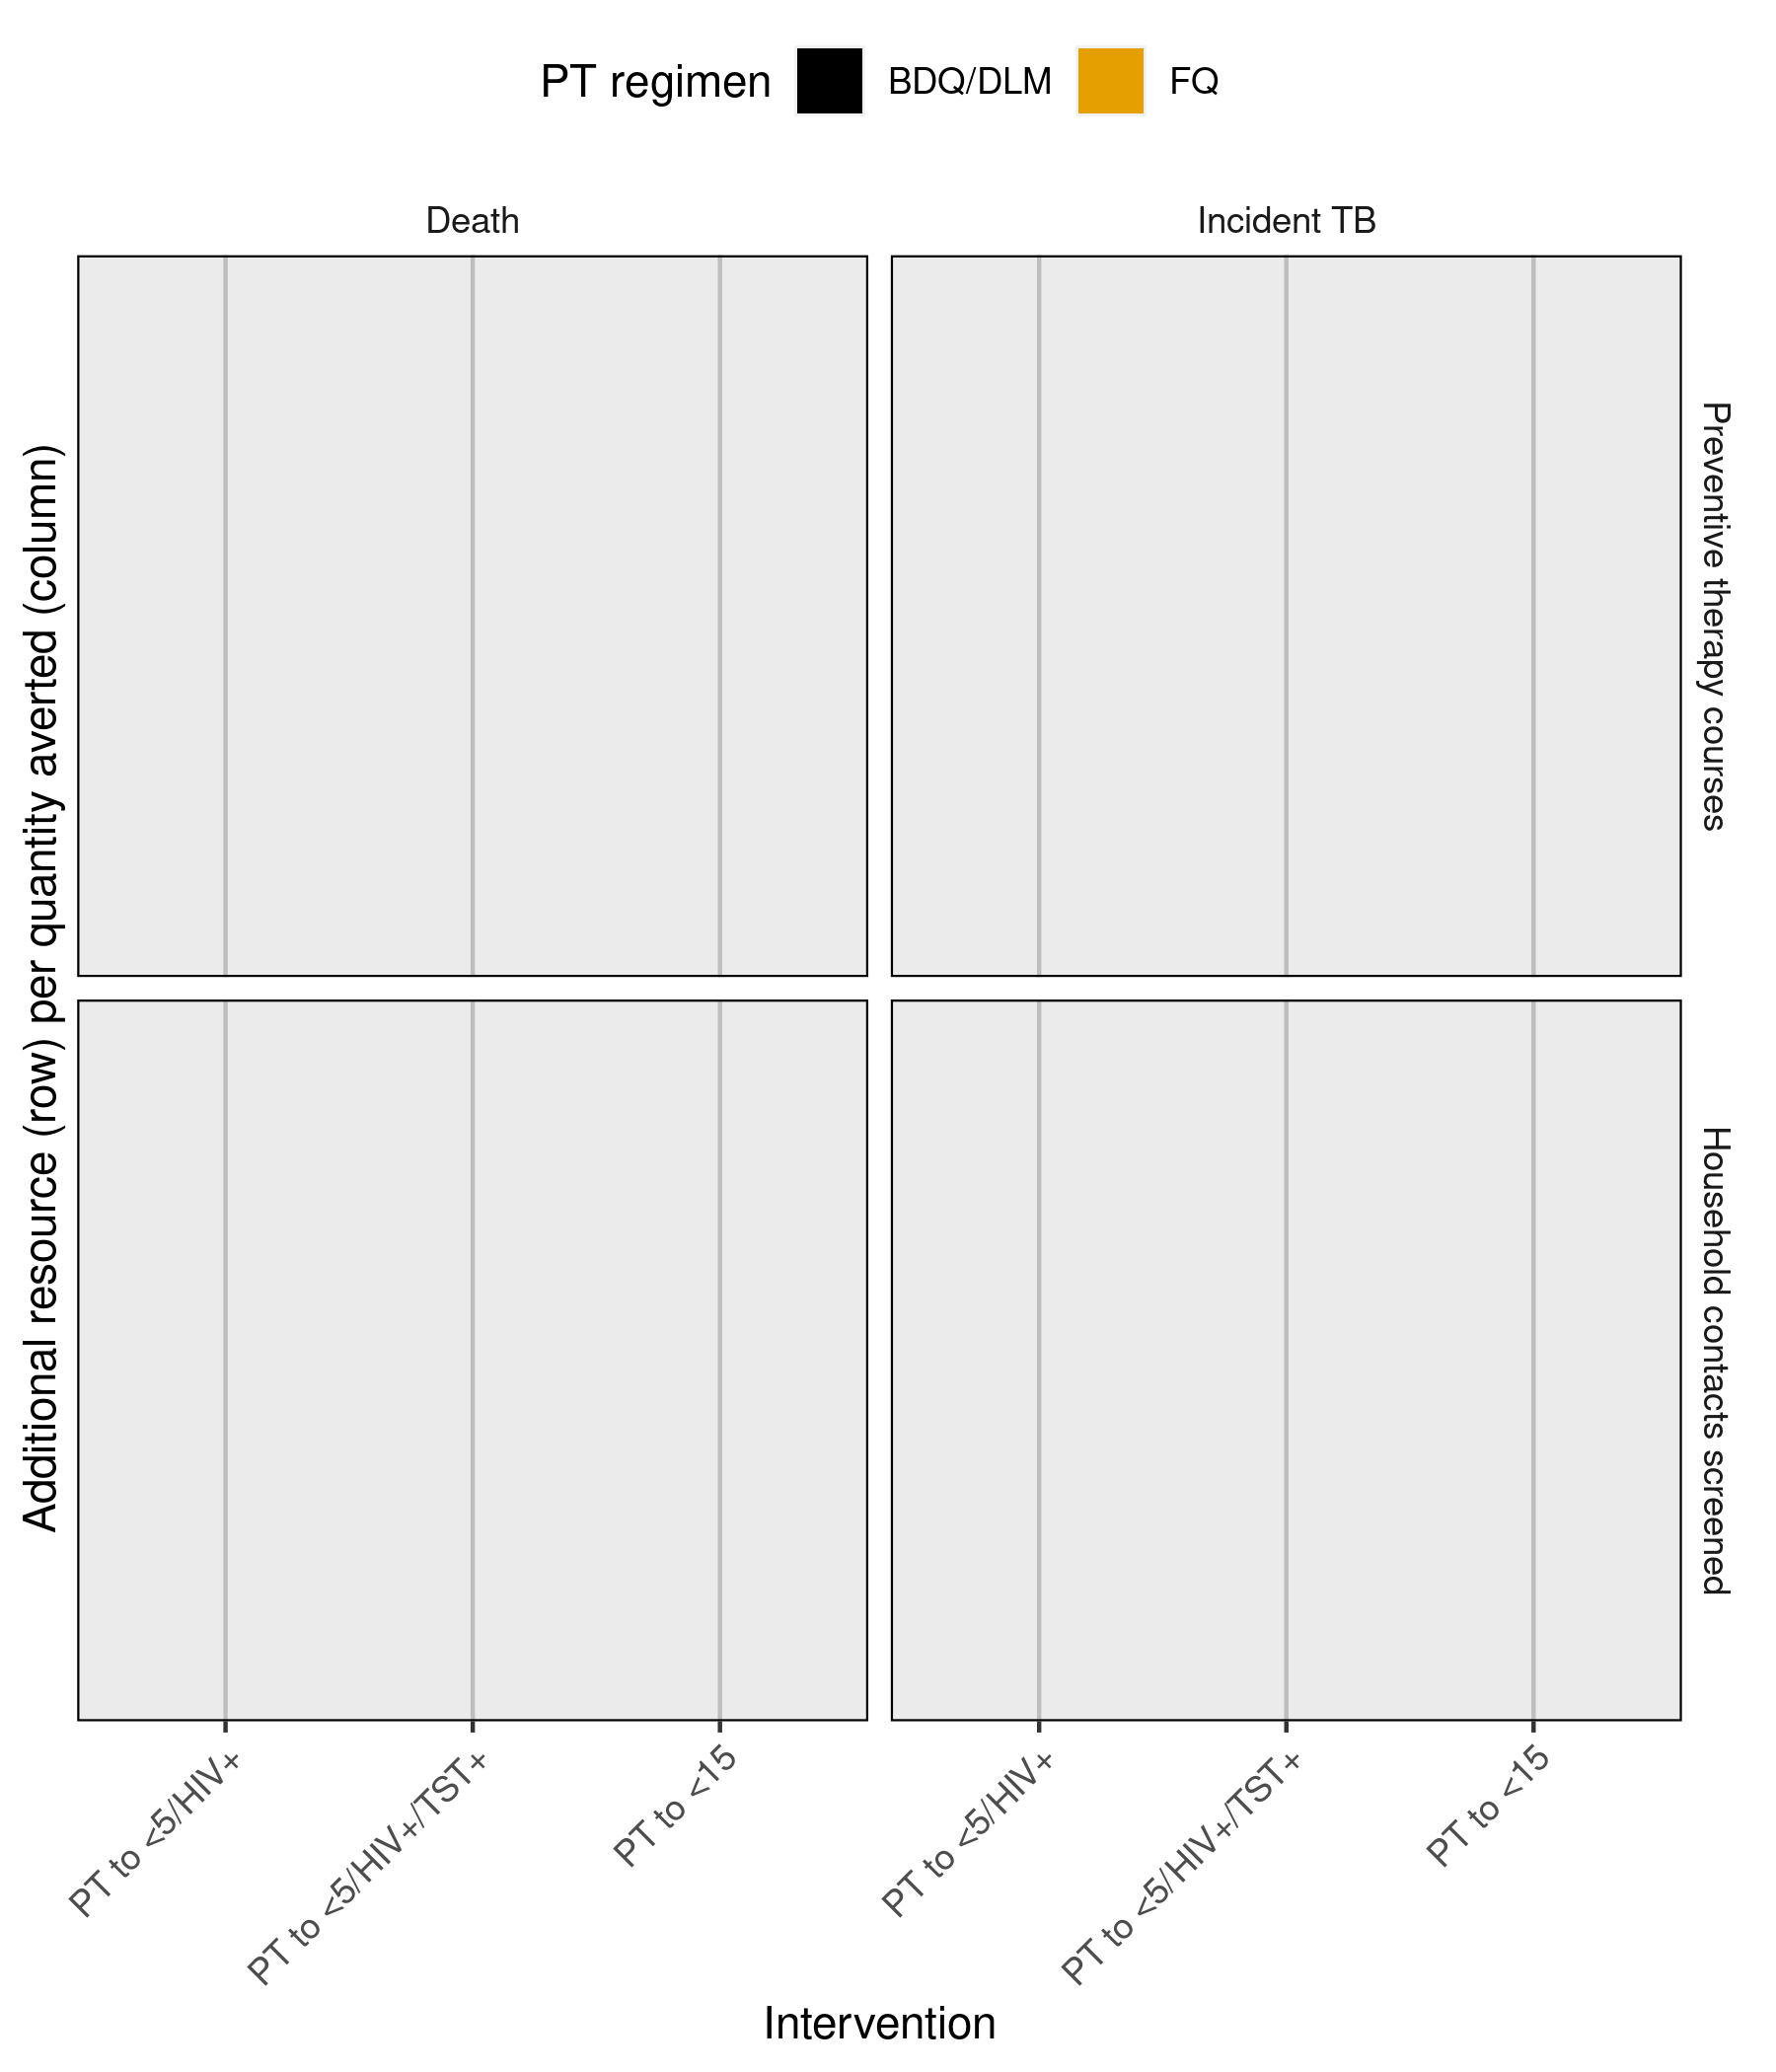 PT regimen BDQ/DLM FQ
Death Incident TB
Additional resource (row) per quantitity averted (column)
Preventive therapy courses
Household contacts screened
PT to <5/HIV+ PT to <5/HIV+/TST+ PT to <15 PT to <5/HIV+ PT to <5/HIV+/TST+ PT to <15
Intervention